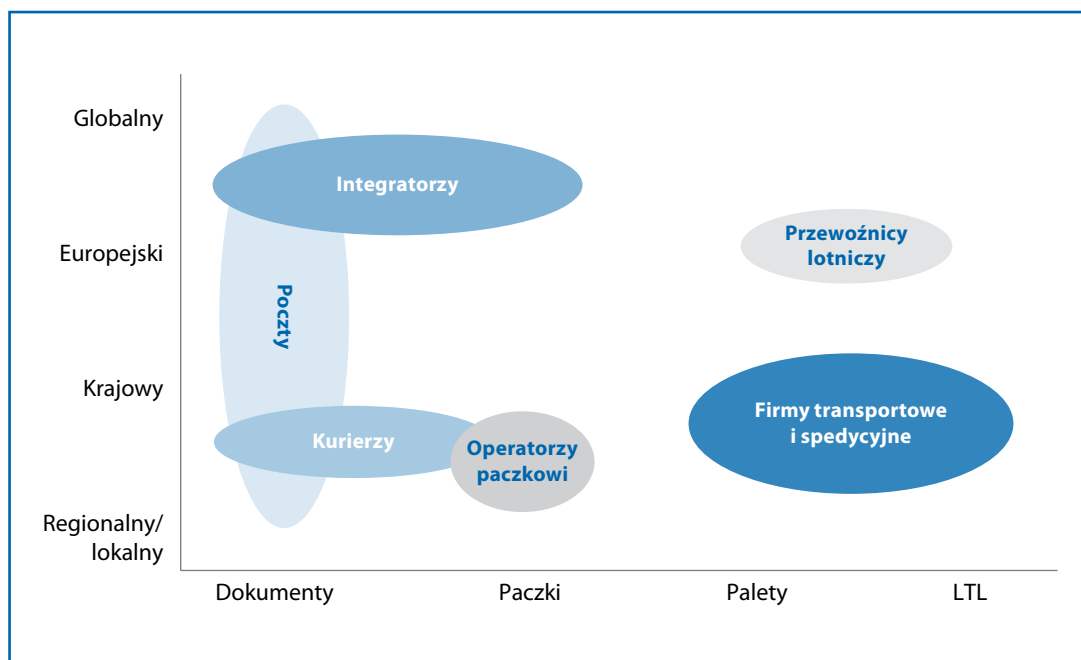 Globalny
Integratorzy
Przewoźnicy
lotniczy
Europejski
Poczty
Krajowy
Firmy transportowe
i spedycyjne
Kurierzy
Operatorzy
paczkowi
Regionalny/
lokalny
Dokumenty
Paczki
Palety
LTL